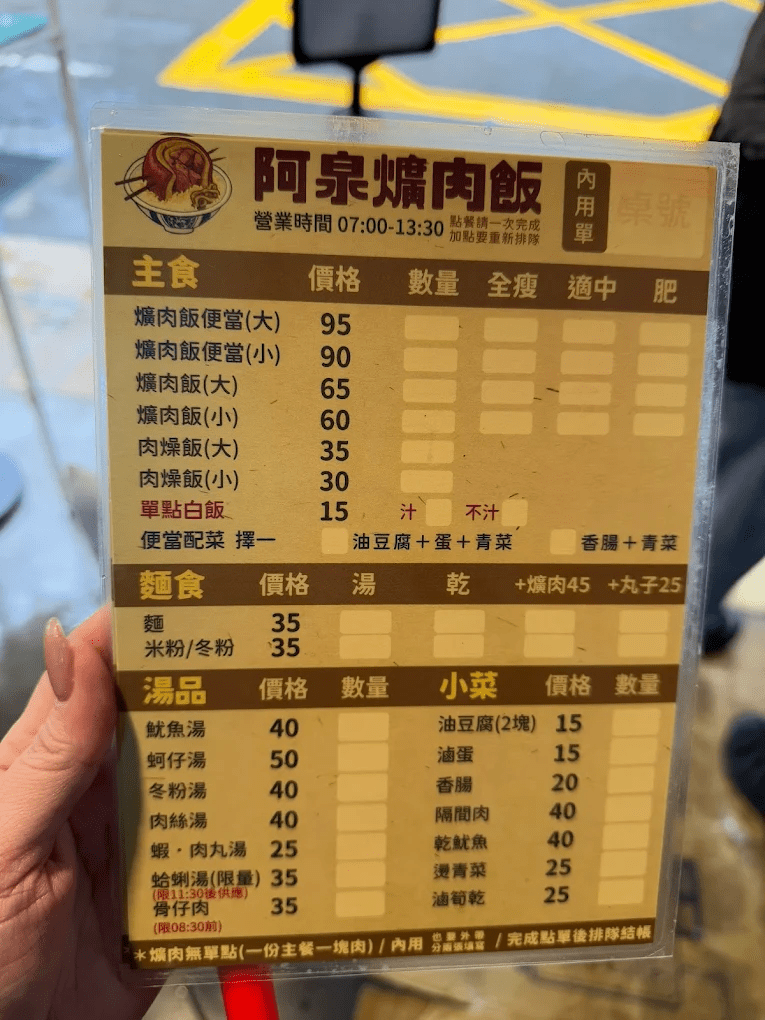 阿泉爌肉飯
內用單
桌號
營業時間 07:00-13:30
點餐請一次完成
加點要重新排隊
主食 價格 數量 全瘦 適中 肥
爌肉飯便當(大) 95
爌肉飯便當(小) 90
爌肉飯(大) 65
爌肉飯(小) 60
肉燥飯(大) 35
肉燥飯(小) 30
單點白飯 15 汁 不汁
便當配菜 擇一 油豆腐+蛋+青菜 香腸+青菜
麵食 價格 湯 乾 +爌肉45 +丸子25
麵 35
米粉/冬粉 35
湯品 價格 數量
魷魚湯 40
蚵仔湯 50
冬粉湯 40
肉絲湯 40
蝦·肉丸湯 25
蛤蜊湯(限量) 35
(限11:30後供應)
骨仔肉 35
(限08:30前)
小菜 價格 數量
油豆腐(2塊) 15
滷蛋 15
香腸 20
隔間肉 40
乾魷魚 40
燙青菜 25
滷筍乾 25
*爌肉無單點(一份主餐一塊肉) / 內用 也要外帶 分兩張填寫 / 完成點單後排隊結帳